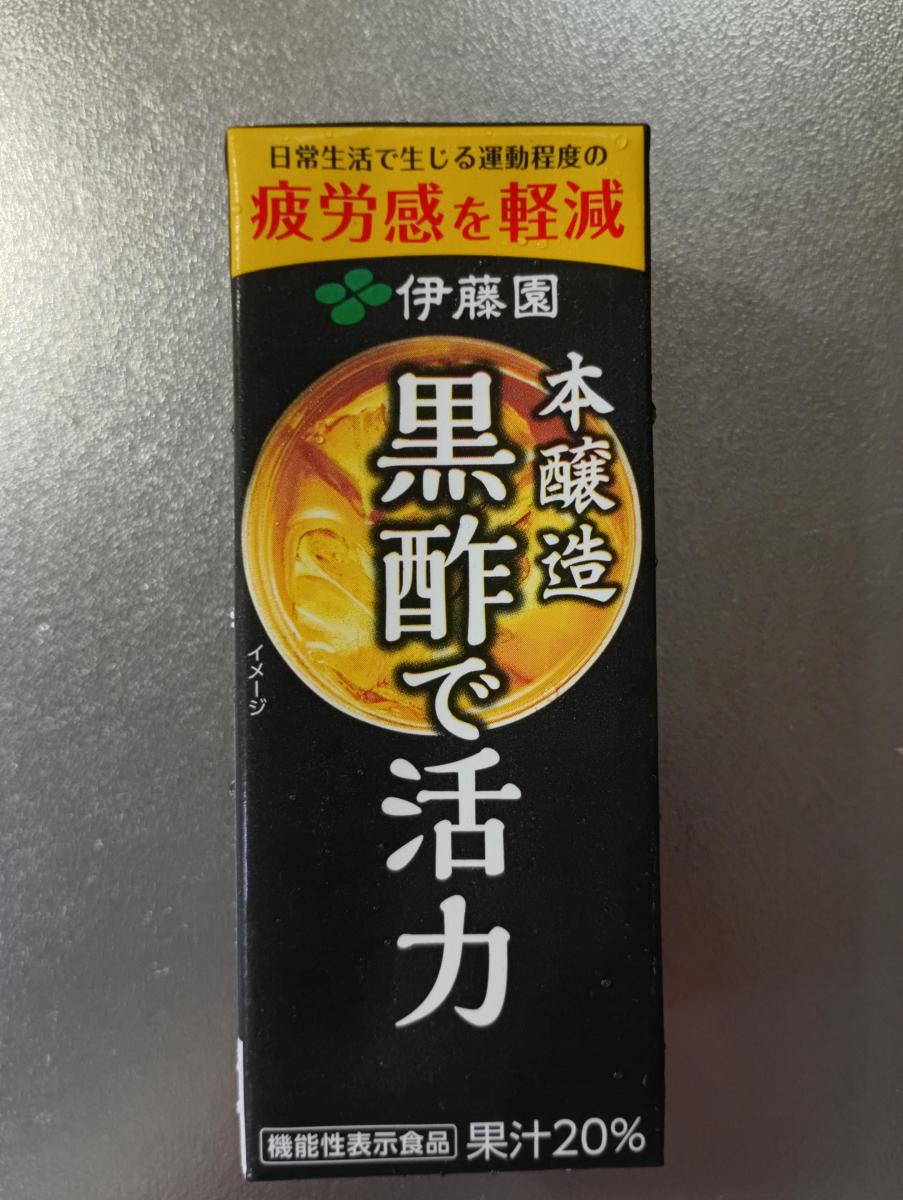 日常生活で生じる運動程度の
疲労感を軽減
伊藤園
本醸造
黒酢で活力
イメージ
機能性表示食品 果汁20%